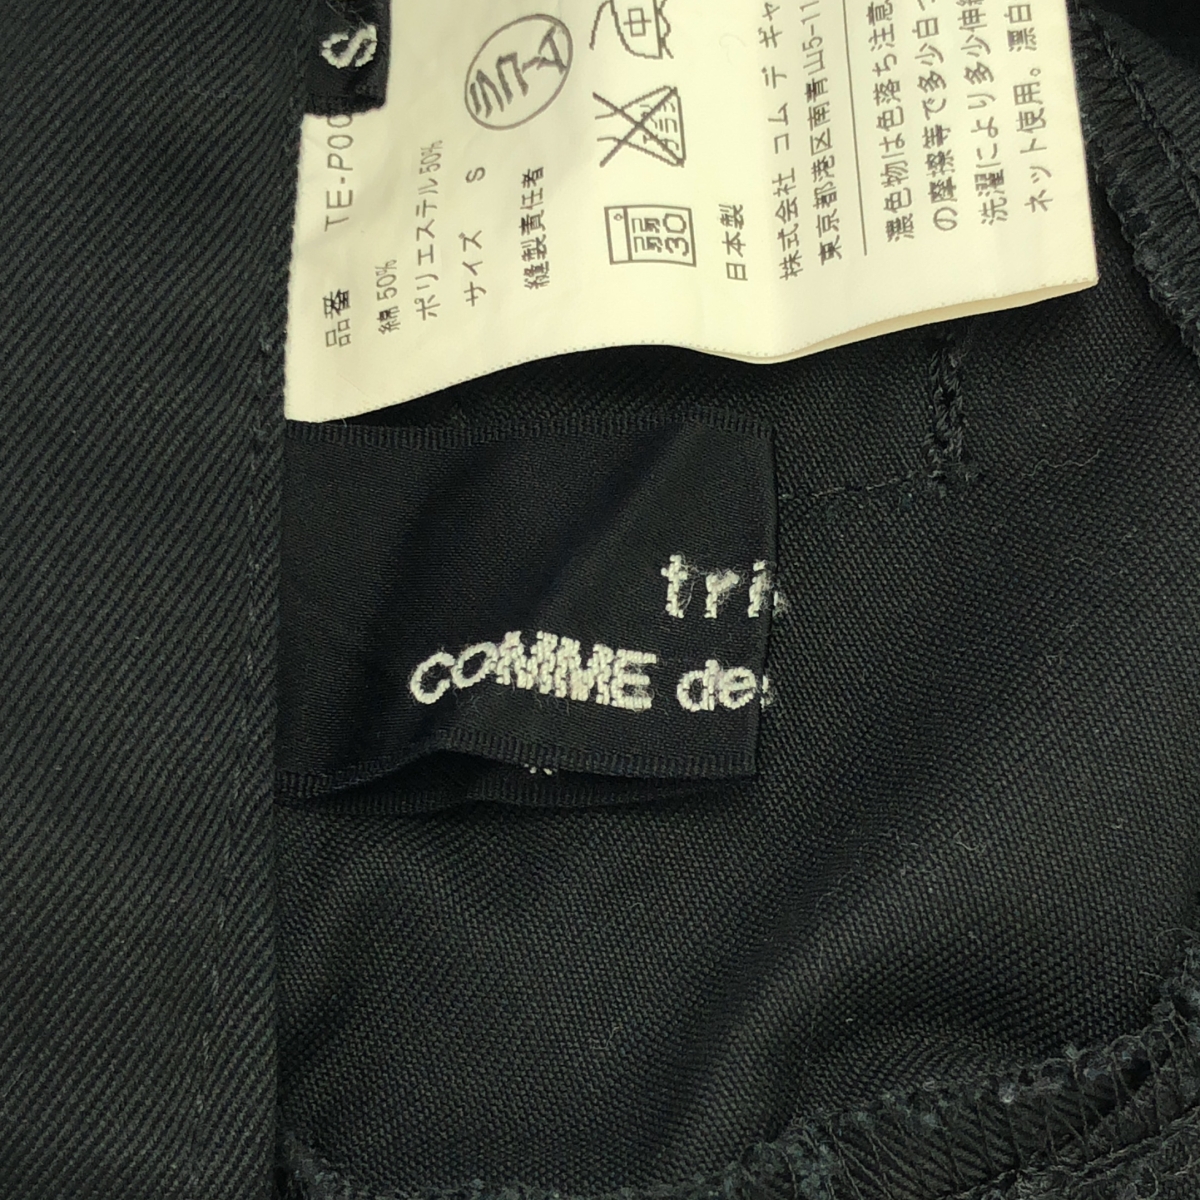 S
品番 TE-P00
綿 50%
ポリエステル 50%
サイズ S
縫製責任者
中
弱
30
日本製
株式会社 コム デ ギャ
東京都港区南青山5-11
濃色物は色落ち注意
の摩擦等で多少白
洗濯により多少伸
ネット使用。漂白
tri
COMME des